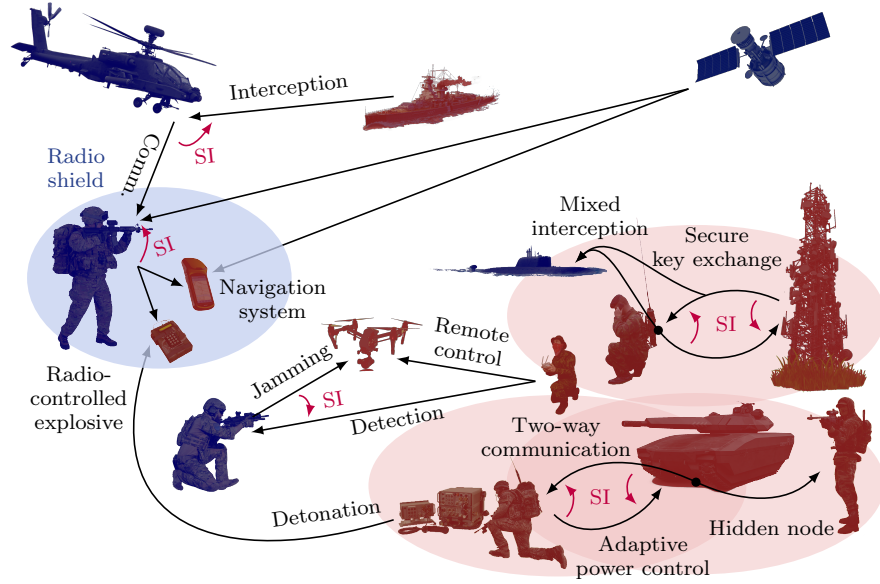 Interception
Comm.
SI
Radio
shield
SI
Navigation
system
Mixed
interception
Secure
key exchange
SI
Radio-
controlled
explosive
Jamming
SI
Remote
control
Detection
Two-way
communication
SI
Detonation
Adaptive
power control
Hidden node